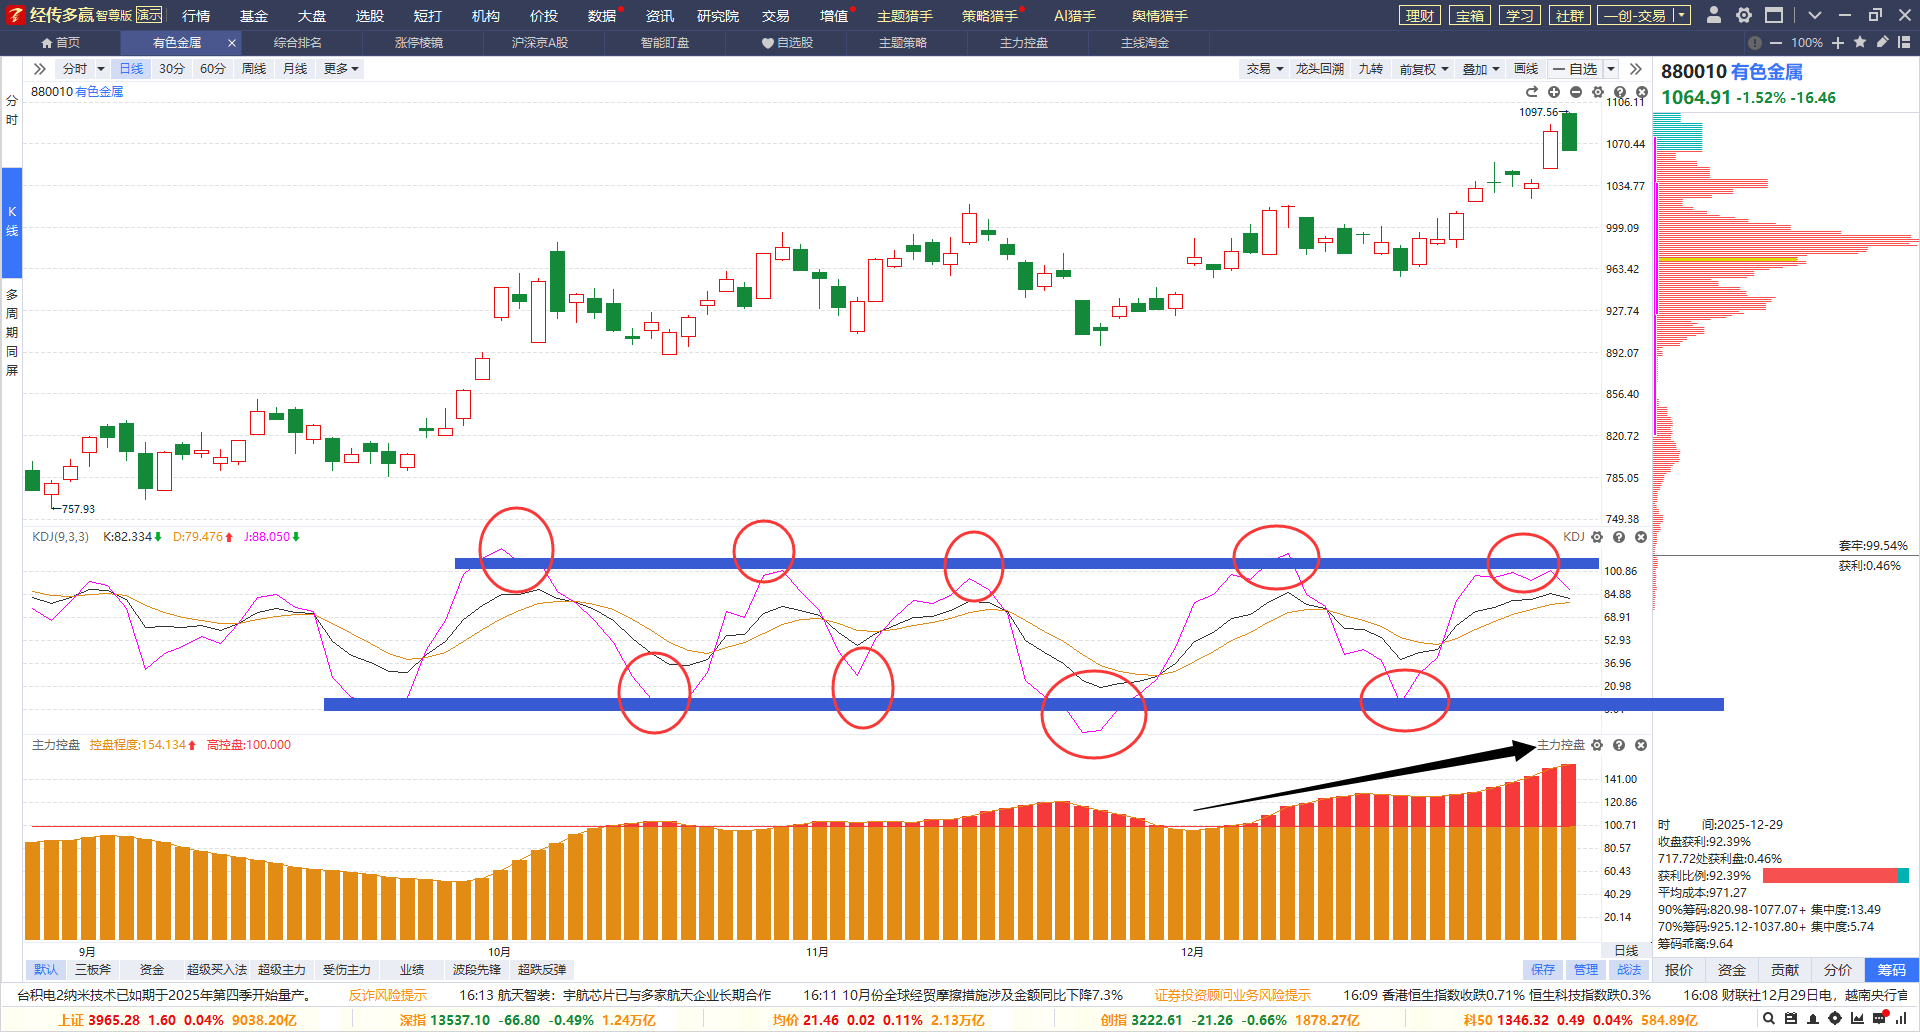 经传多赢 智尊版 演示 行情 基金 大盘 选股 短打 机构 价投 数据 资讯 研究院 交易 增值 主题猎手 策略猎手 AI猎手 舆情猎手 理财 宝箱 学习 社群 一创-交易
首页 有色金属 综合排名 涨停棱镜 沪深京A股 智能盯盘 自选股 主题策略 主力控盘 主线淘金 100%
分时 日线 30分 60分 周线 月线 更多 交易 龙头回溯 九转 前复权 叠加 画线 一 自选
880010 有色金属
1064.91 -1.52% -16.46
880010 有色金属
分时
K线
多周期同屏
1097.56
757.93
1106.11
1070.44
1034.77
999.09
963.42
927.74
892.07
856.40
820.72
785.05
749.38
KDJ(9,3,3) K:82.334 D:79.476 J:88.050 KDJ
100.86
84.88
68.91
52.93
36.96
20.98
套牢:99.54%
获利:0.46%
主力控盘 控盘程度:154.134 高控盘:100.000 主力控盘
141.00
120.86
100.71
80.57
60.43
40.29
20.14
9月 10月 11月 12月 日线
时 间:2025-12-29
收盘获利:92.39%
717.72处获利盘:0.46%
获利比例:92.39%
平均成本:971.27
90%筹码:820.98-1077.07+ 集中度:13.49
70%筹码:925.12-1037.80+ 集中度:5.74
筹码乖离:9.64
默认 三板斧 资金 超级买入法 超级主力 受伤主力 业绩 波段先锋 超跌反弹 保存 管理 战法 报价 资金 贡献 分价 筹码
台积电2纳米技术已如期于2025年第四季开始量产。 反诈风险提示 16:13 航天智装：宇航芯片已与多家航天企业长期合作 16:11 10月份全球经贸摩擦措施涉及金额同比下降7.3% 证券投资顾问业务风险提示 16:09 香港恒生指数收跌0.71% 恒生科技指数跌0.3% 16:08 财联社12月29日电，越南央行官
上证 3965.28 1.60 0.04% 9038.20亿 深指 13537.10 -66.80 -0.49% 1.24万亿 均价 21.46 0.02 0.11% 2.13万亿 创指 3222.61 -21.26 -0.66% 1878.27亿 科50 1346.32 0.49 0.04% 584.89亿